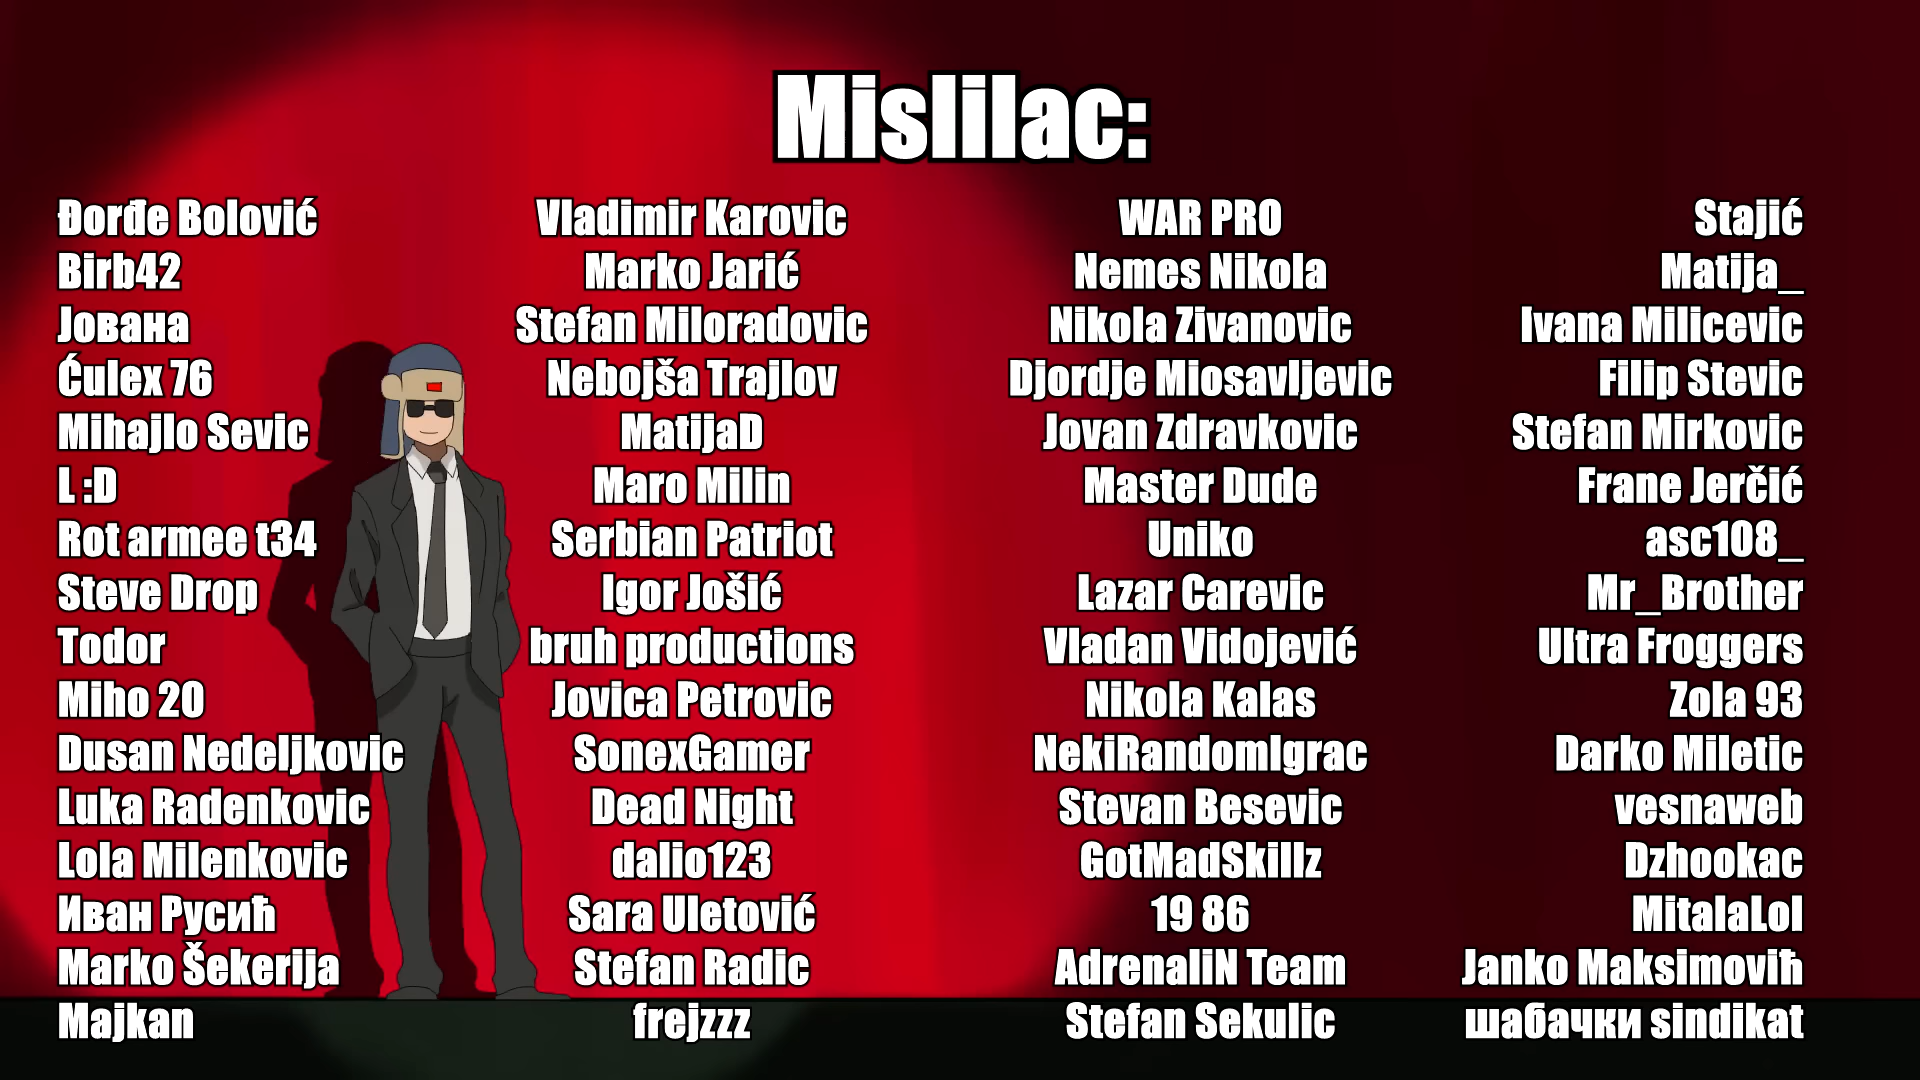 Mislilac:
Đorđe Bolović
Birb42
Јована
Ćulex 76
Mihajlo Sevic
L :D
Rot armee t34
Steve Drop
Todor
Miho 20
Dusan Nedeljkovic
Luka Radenkovic
Lola Milenkovic
Иван Русић
Marko Šekerija
Majkan
Vladimir Karovic
Marko Jarić
Stefan Miloradovic
Nebojša Trajlov
MatijaD
Maro Milin
Serbian Patriot
Igor Jošić
bruh productions
Jovica Petrovic
SonexGamer
Dead Night
dalio123
Sara Uletović
Stefan Radic
frejzzz
WAR PRO
Nemes Nikola
Nikola Zivanovic
Djordje Miosavljevic
Jovan Zdravkovic
Master Dude
Uniko
Lazar Carevic
Vladan Vidojević
Nikola Kalas
NekiRandomIgrac
Stevan Besevic
GotMadSkillz
19 86
AdrenaliN Team
Stefan Sekulic
Stajić
Matija_
Ivana Milicevic
Filip Stevic
Stefan Mirkovic
Frane Jerčić
asc108_
Mr_Brother
Ultra Froggers
Zola 93
Darko Miletic
vesnaweb
Dzhookac
MitalaLol
Janko Maksimoviћ
шабачки sindikat